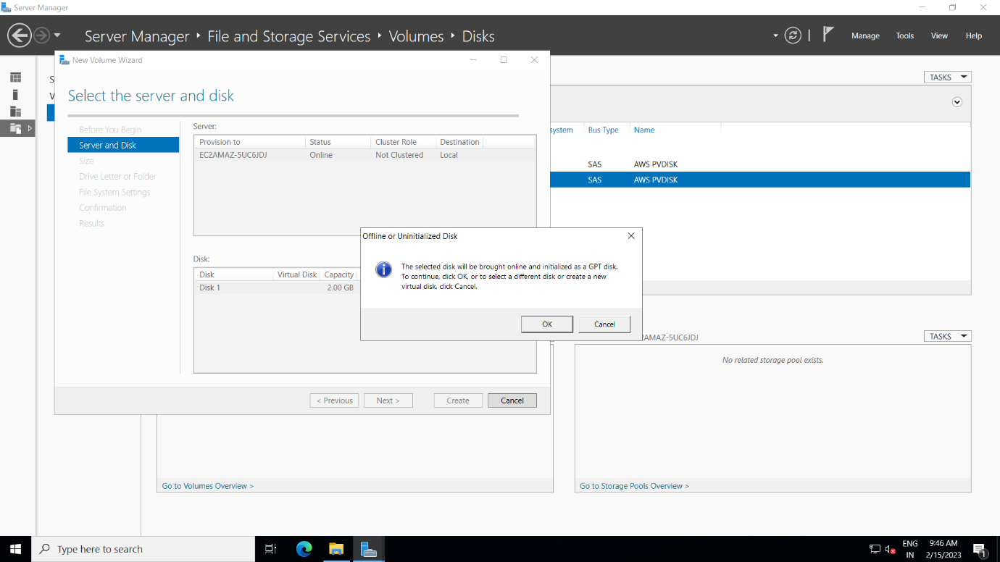 Server Manager
Server Manager ‣ File and Storage Services ‣ Volumes ‣ Disks
Manage Tools View Help
New Volume Wizard
S
V
TASKS
Select the server and disk
Before You Begin
Server and Disk
Size
Drive Letter or Folder
File System Settings
Confirmation
Results
Server:
Provision to Status Cluster Role Destination
EC2AMAZ-5UC6JDJ Online Not Clustered Local
system Bus Type Name
SAS AWS PVDISK
SAS AWS PVDISK
Disk:
Disk Virtual Disk Capacity
Disk 1 2.00 GB
Offline or Uninitialized Disk
The selected disk will be brought online and initialized as a GPT disk.
To continue, click OK, or to select a different disk or create a new
virtual disk, click Cancel.
OK Cancel
< Previous Next > Create Cancel
2AMAZ-5UC6JDJ
TASKS
No related storage pool exists.
Go to Volumes Overview >
Go to Storage Pools Overview >
Type here to search
ENG
IN
9:46 AM
2/15/2023
1